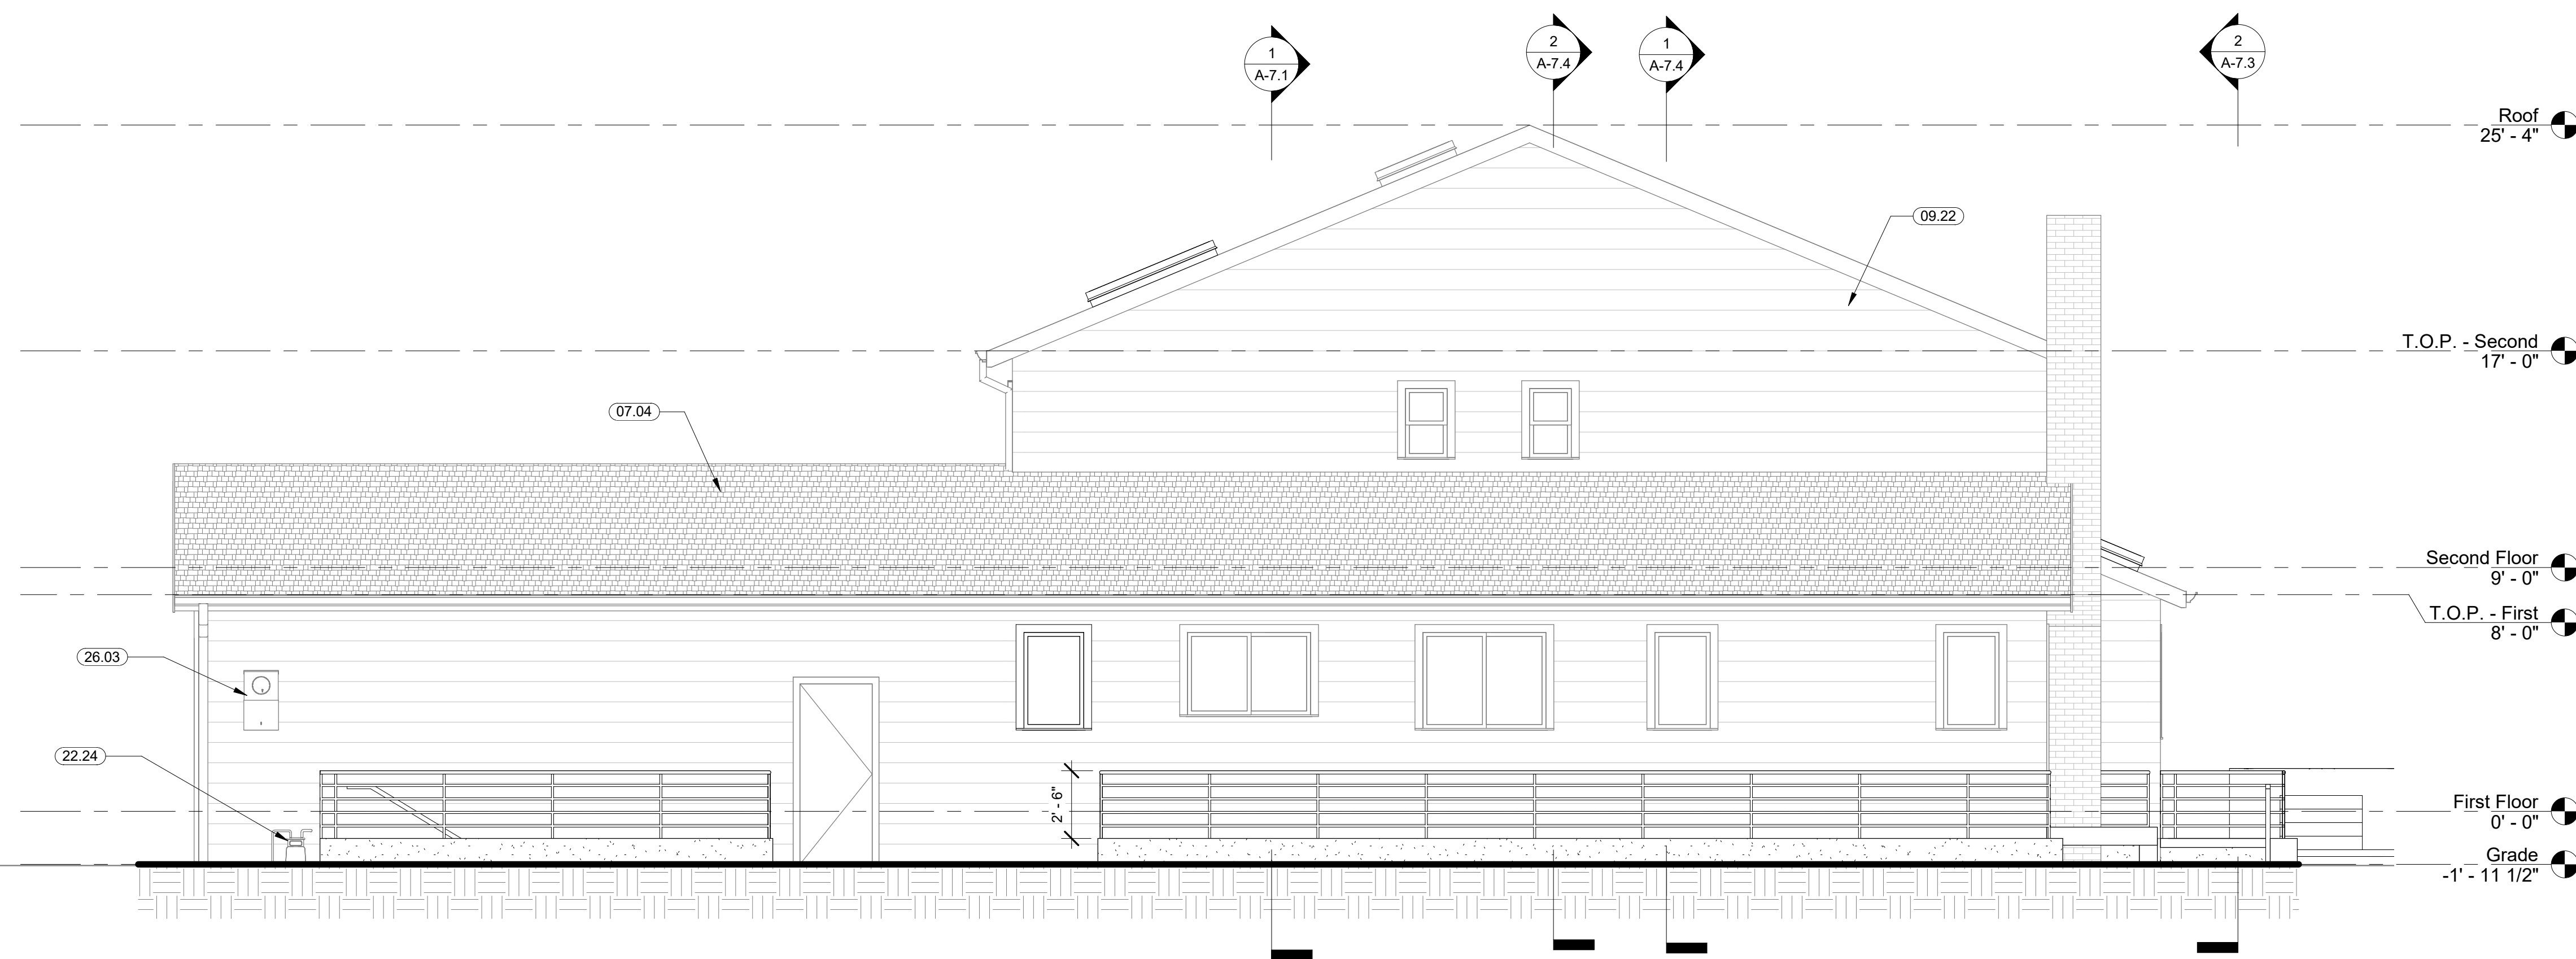 1
A-7.1
2
A-7.4
1
A-7.4
2
A-7.3
Roof
25' - 4"
09.22
T.O.P. - Second
17' - 0"
07.04
Second Floor
9' - 0"
T.O.P. - First
8' - 0"
26.03
22.24
2' - 6"
First Floor
0' - 0"
Grade
-1' - 11 1/2"